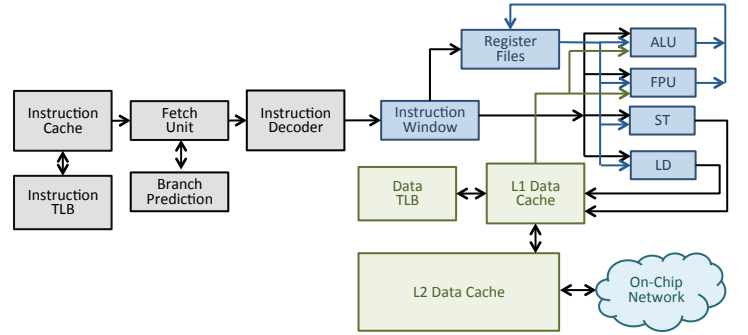 Register
Files
ALU
FPU
ST
LD
Instruction
Cache
Fetch
Unit
Instruction
Decoder
Instruction
Window
Instruction
TLB
Branch
Prediction
Data
TLB
L1 Data
Cache
L2 Data Cache
On-Chip
Network